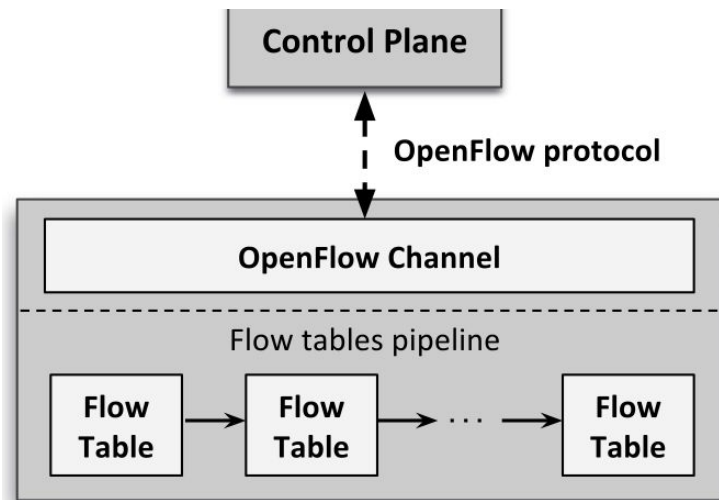 Control Plane
OpenFlow protocol
OpenFlow Channel
Flow tables pipeline
Flow
Table
Flow
Table
...
Flow
Table